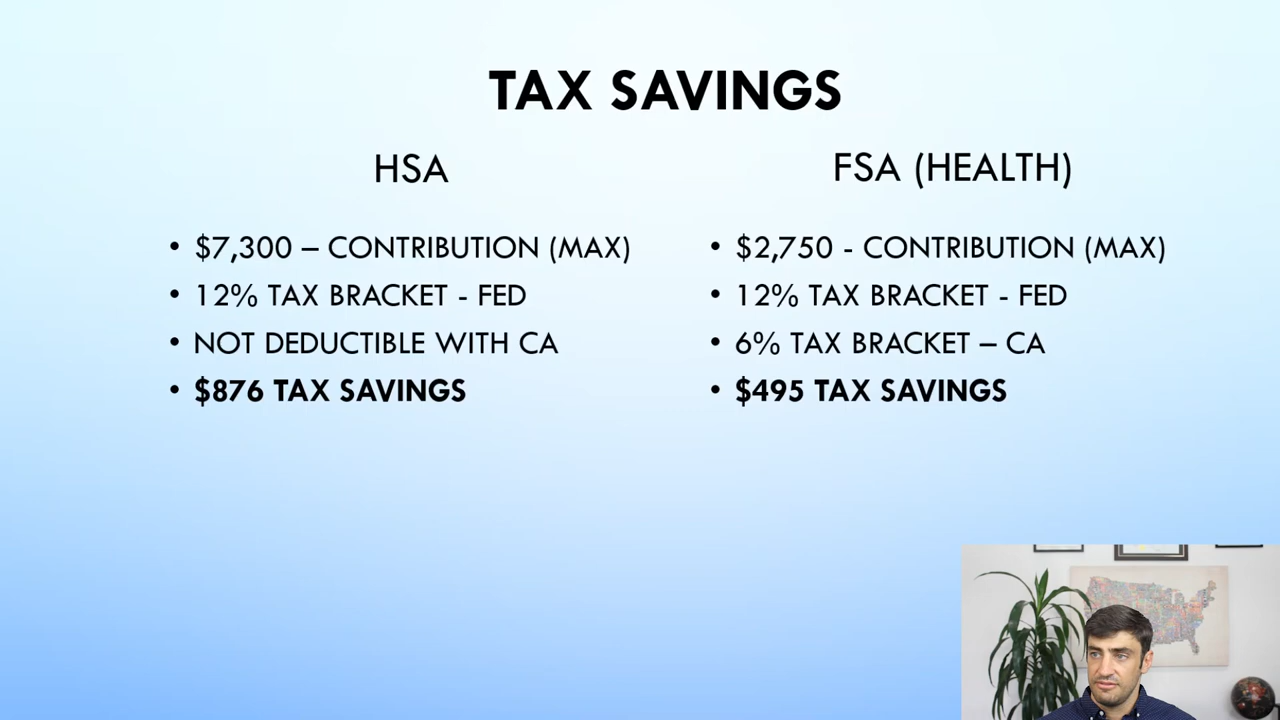 TAX SAVINGS
HSA
• $7,300 – CONTRIBUTION (MAX)
• 12% TAX BRACKET - FED
• NOT DEDUCTIBLE WITH CA
• $876 TAX SAVINGS
FSA (HEALTH)
• $2,750 - CONTRIBUTION (MAX)
• 12% TAX BRACKET - FED
• 6% TAX BRACKET – CA
• $495 TAX SAVINGS